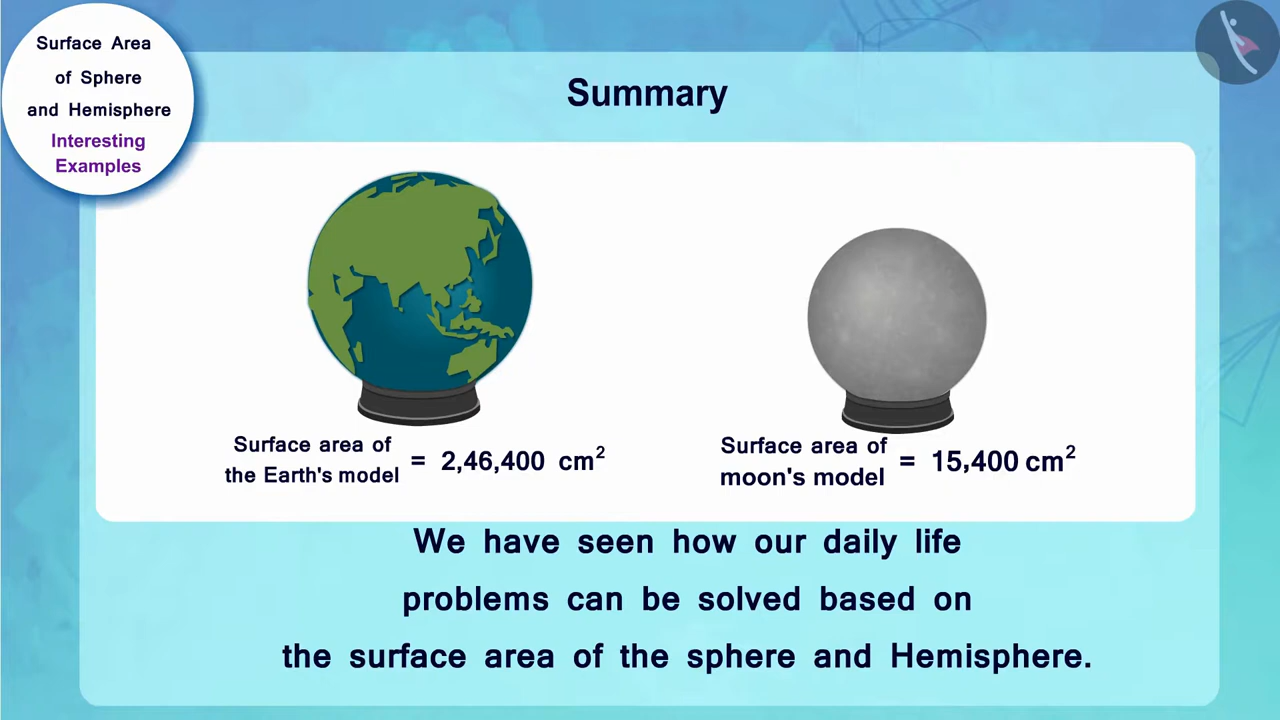 Surface Area
of Sphere
and Hemisphere
Interesting
Examples
Summary
Surface area of
the Earth's model = 2,46,400 cm²
Surface area of
moon's model = 15,400 cm²
We have seen how our daily life
problems can be solved based on
the surface area of the sphere and Hemisphere.